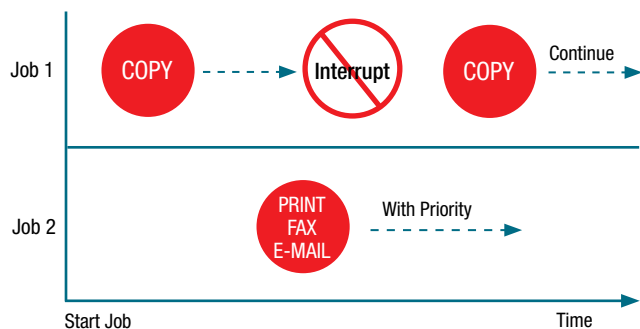 Job 1
COPY
Interrupt
COPY
Continue
Job 2
PRINT
FAX
E-MAIL
With Priority
Start Job
Time